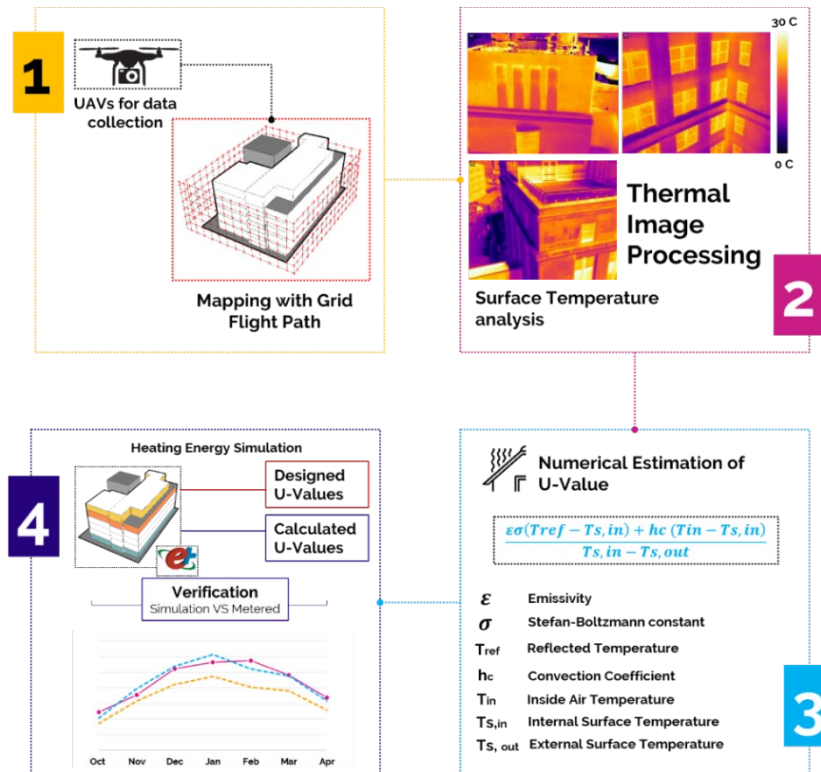 1
UAVs for data
collection
Mapping with Grid
Flight Path
30 C
0 C
Thermal
Image
Processing
Surface Temperature
analysis
2
Numerical Estimation of
U-Value
εσ(Tref − Ts, in) + hc (Tin − Ts, in)
Ts, in − Ts, out
ε Emissivity
σ Stefan-Boltzmann constant
Tref Reflected Temperature
hc Convection Coefficient
Tin Inside Air Temperature
Ts,in Internal Surface Temperature
Ts, out External Surface Temperature
3
Heating Energy Simulation
4
Designed
U-Values
Calculated
U-Values
e+
Verification
Simulation VS Metered
Oct Nov Dec Jan Feb Mar Apr